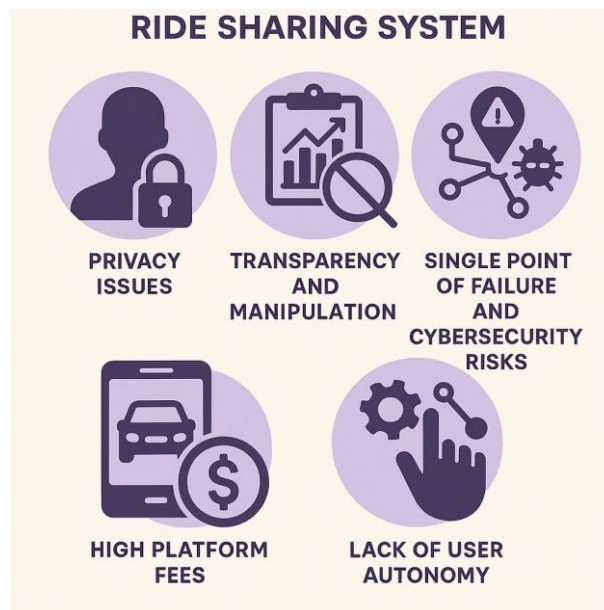 RIDE SHARING SYSTEM
PRIVACY
ISSUES
TRANSPARENCY
AND
MANIPULATION
SINGLE POINT
OF FAILURE
AND
CYBERSECURITY
RISKS
$
HIGH PLATFORM
FEES
LACK OF USER
AUTONOMY